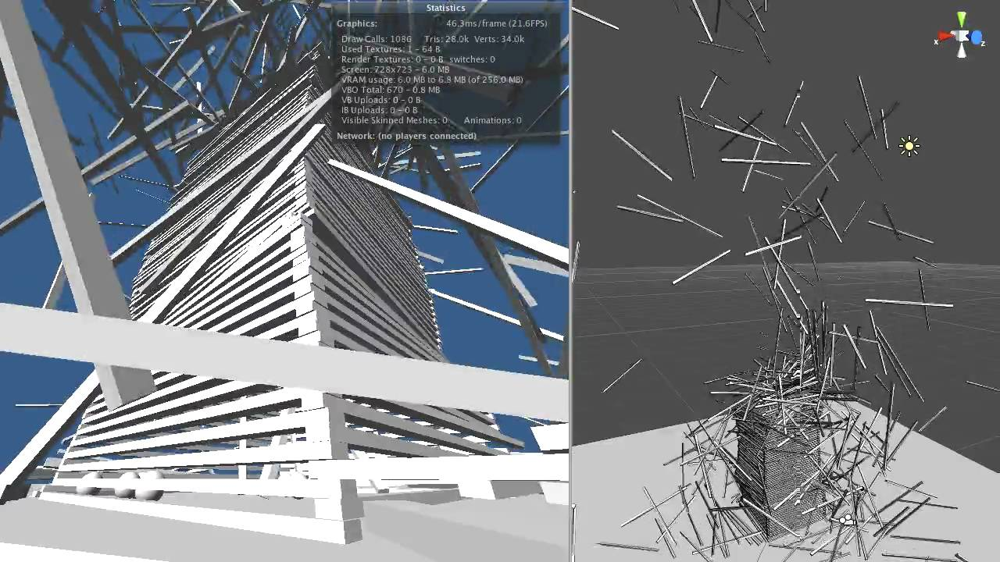 Statistics
Graphics: 46.3ms/frame (21.6FPS)
Draw Calls: 1086 Tris: 28.0k Verts: 34.0k
Used Textures: 1 – 64 B
Render Textures: 0 – 0 B switches: 0
Screen: 728x723 – 6.0 MB
VRAM usage: 6.0 MB to 6.8 MB (of 256.0 MB)
VBO Total: 670 – 0.8 MB
VB Uploads: 0 – 0 B
IB Uploads: 0 – 0 B
Visible Skinned Meshes: 0 Animations: 0
Network: (no players connected)
x z